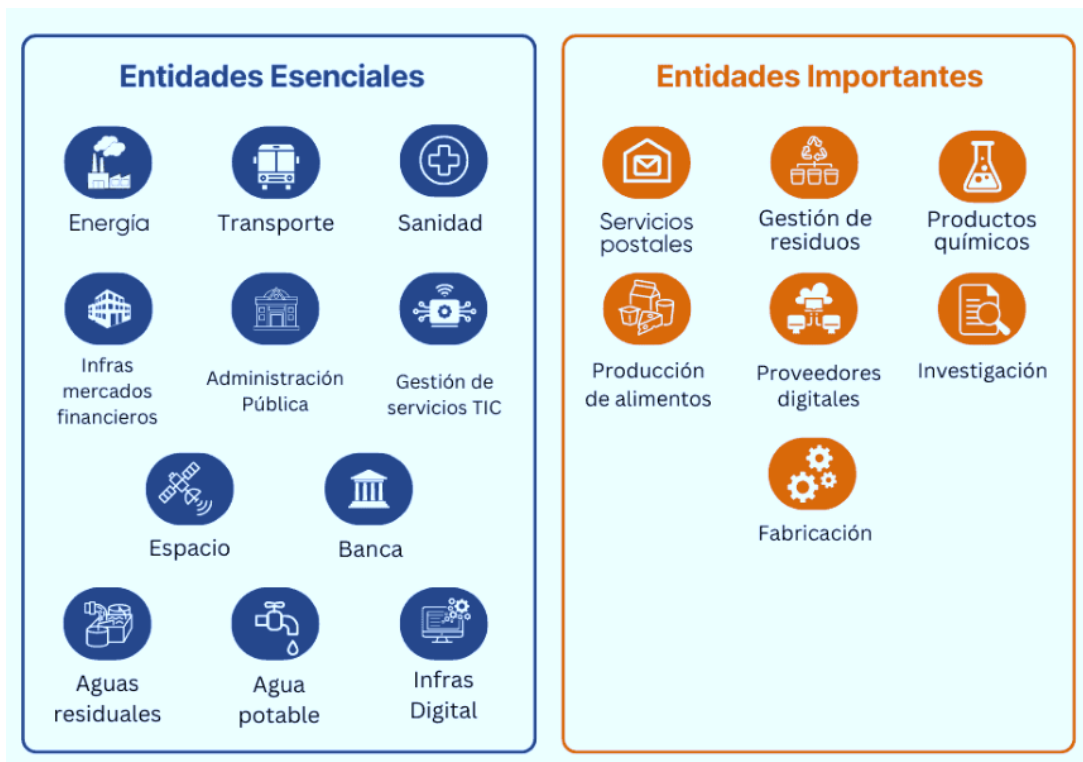 Entidades Esenciales
Energía
Transporte
Sanidad
Infras
mercados
financieros
Administración
Pública
Gestión de
servicios TIC
Espacio
Banca
Aguas
residuales
Agua
potable
Infras
Digital
Entidades Importantes
Servicios
postales
Gestión de
residuos
Productos
químicos
Producción
de alimentos
Proveedores
digitales
Investigación
Fabricación